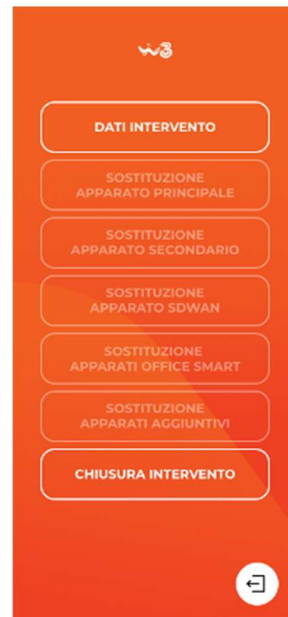 W3
DATI INTERVENTO
SOSTITUZIONE
APPARATO PRINCIPALE
SOSTITUZIONE
APPARATO SECONDARIO
SOSTITUZIONE
APPARATO SDWAN
SOSTITUZIONE
APPARATI OFFICE SMART
SOSTITUZIONE
APPARATI AGGIUNTIVI
CHIUSURA INTERVENTO